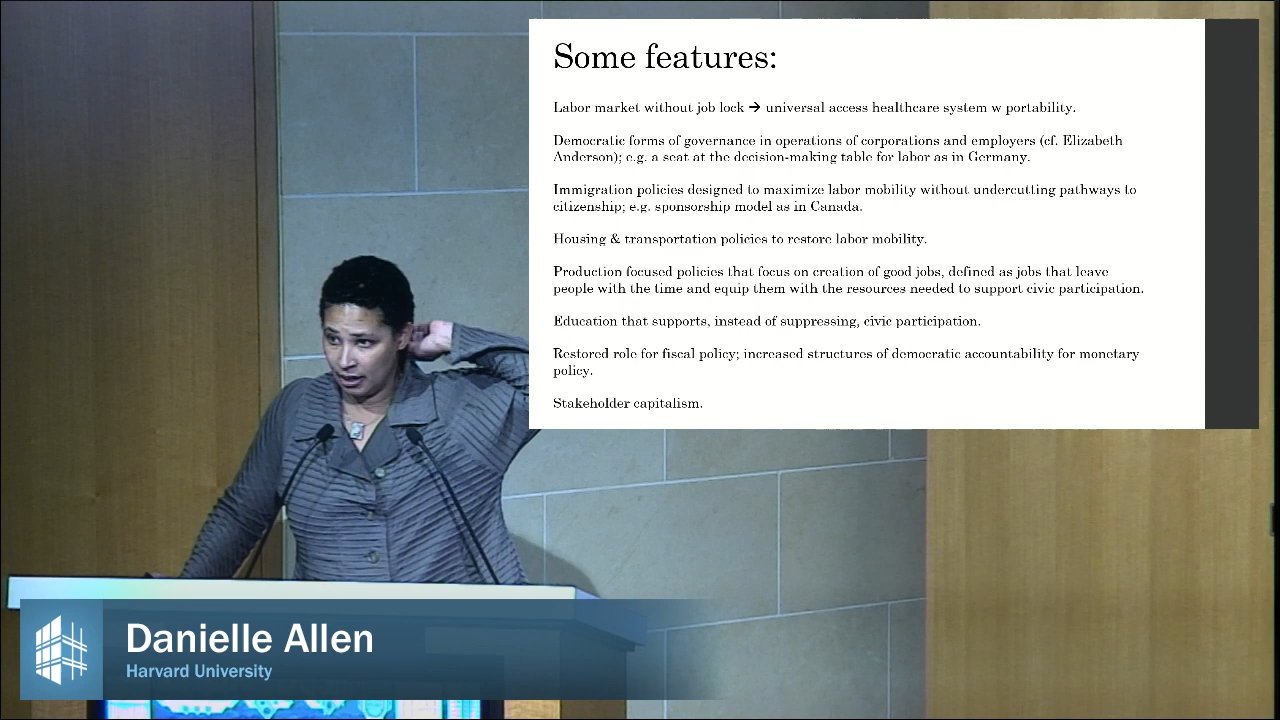 Some features:
Labor market without job lock → universal access healthcare system w portability.
Democratic forms of governance in operations of corporations and employers (cf. Elizabeth
Anderson); e.g. a seat at the decision-making table for labor as in Germany.
Immigration policies designed to maximize labor mobility without undercutting pathways to
citizenship; e.g. sponsorship model as in Canada.
Housing & transportation policies to restore labor mobility.
Production focused policies that focus on creation of good jobs, defined as jobs that leave
people with the time and equip them with the resources needed to support civic participation.
Education that supports, instead of suppressing, civic participation.
Restored role for fiscal policy; increased structures of democratic accountability for monetary
policy.
Stakeholder capitalism.
Danielle Allen
Harvard University